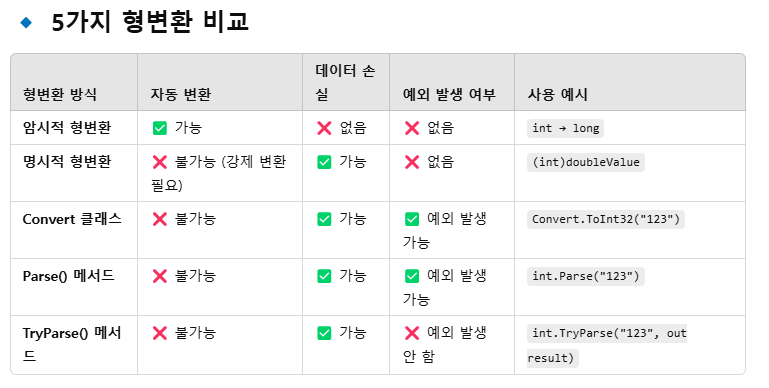 5가지 형변환 비교
형변환 방식 자동 변환 데이터 손실 예외 발생 여부 사용 예시
암시적 형변환 ✅ 가능 ❌ 없음 ❌ 없음 int → long
명시적 형변환 ❌ 불가능 (강제 변환 필요) ✅ 가능 ❌ 없음 (int)doubleValue
Convert 클래스 ❌ 불가능 ✅ 가능 ✅ 예외 발생 가능 Convert.ToInt32("123")
Parse() 메서드 ❌ 불가능 ✅ 가능 ✅ 예외 발생 가능 int.Parse("123")
TryParse() 메서드 ❌ 불가능 ✅ 가능 ❌ 예외 발생 안 함 int.TryParse("123", out result)